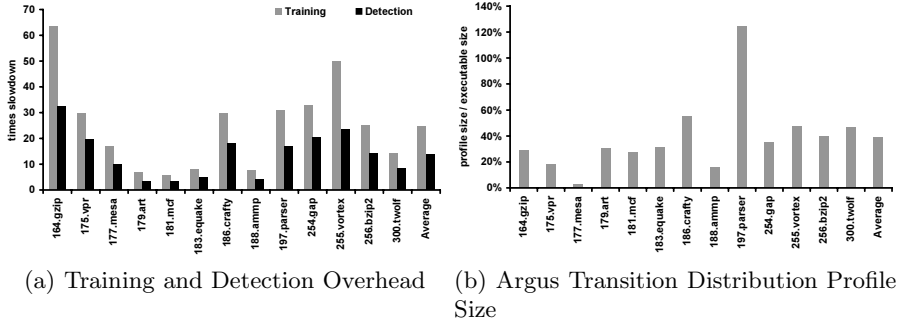 Training Detection
times slowdown
70
60
50
40
30
20
10
0
164.gzip
175.vpr
177.mesa
179.art
181.mcf
183.equake
186.crafty
188.ammp
197.parser
254.gap
255.vortex
256.bzip2
300.twolf
Average
(a) Training and Detection Overhead
profile size / executable size
140%
120%
100%
80%
60%
40%
20%
0%
164.gzip
175.vpr
177.mesa
179.art
181.mcf
183.equake
186.crafty
188.ammp
197.parser
254.gap
255.vortex
256.bzip2
300.twolf
Average
(b) Argus Transition Distribution Profile
Size